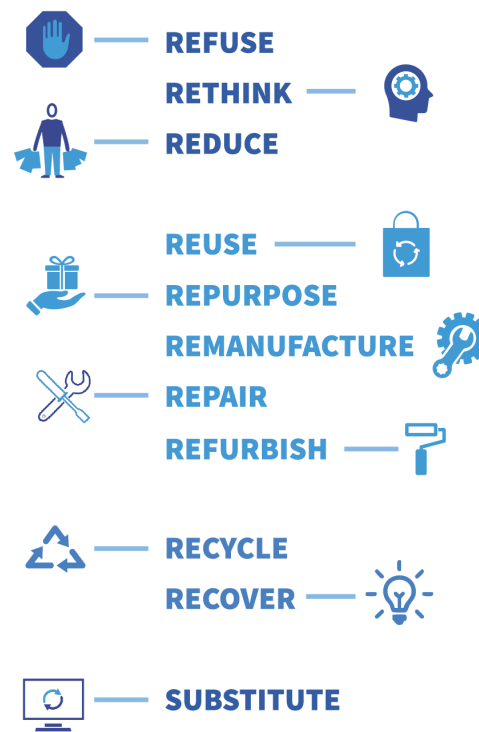 REFUSE
RETHINK
REDUCE
REUSE
REPURPOSE
REMANUFACTURE
REPAIR
REFURBISH
RECYCLE
RECOVER
SUBSTITUTE